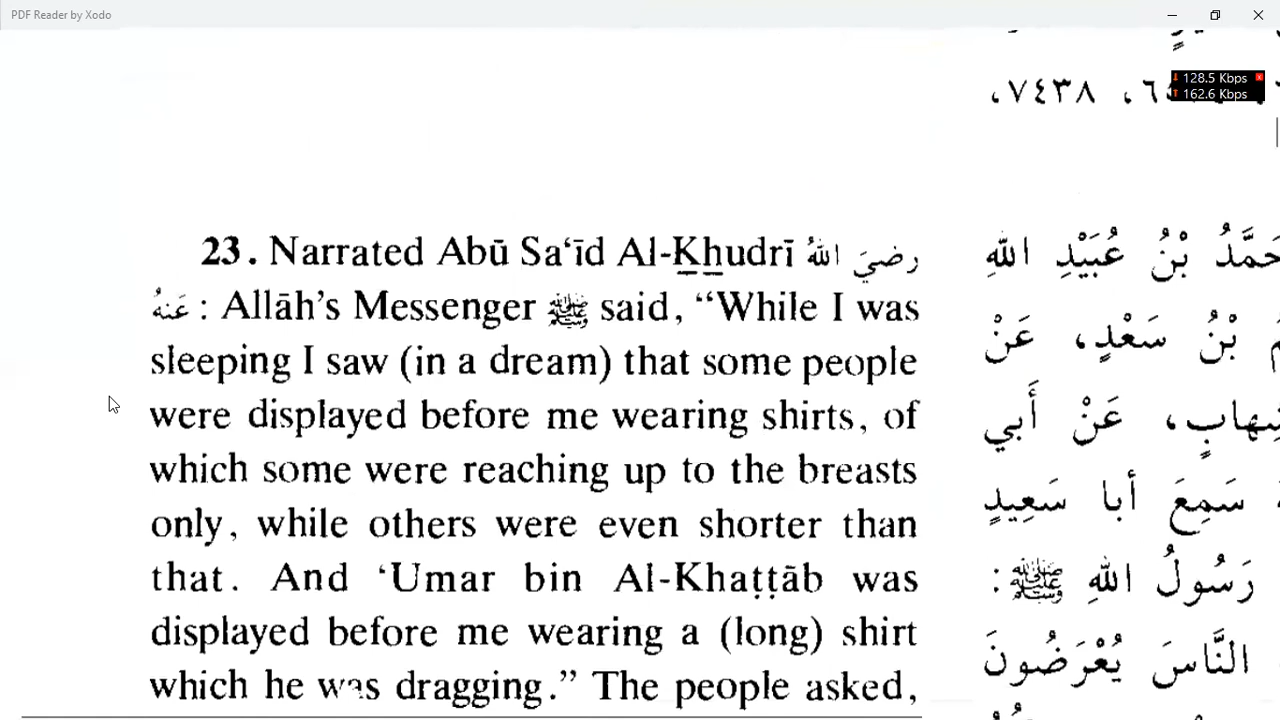 PDF Reader by Xodo
128.5 Kbps
162.6 Kbps
،٧٤٣٨ ،
23. Narrated Abū Sa‘īd Al-Khudrī رضيَ اللهُ
عَنهُ : Allāh’s Messenger ﷺ said, “While I was
sleeping I saw (in a dream) that some people
were displayed before me wearing shirts, of
which some were reaching up to the breasts
only, while others were even shorter than
that. And ‘Umar bin Al-Khaṭṭāb was
displayed before me wearing a (long) shirt
which he was dragging.” The people asked,
بْنُ عُبَيْدِ اللهِ
بْنُ سَعْدٍ، عَنْ
عَنْ أَبي
سَمِعَ أبا سَعِيدٍ
رَسُولُ اللهِ ﷺ:
النَّاسَ يُعْرَضُونَ